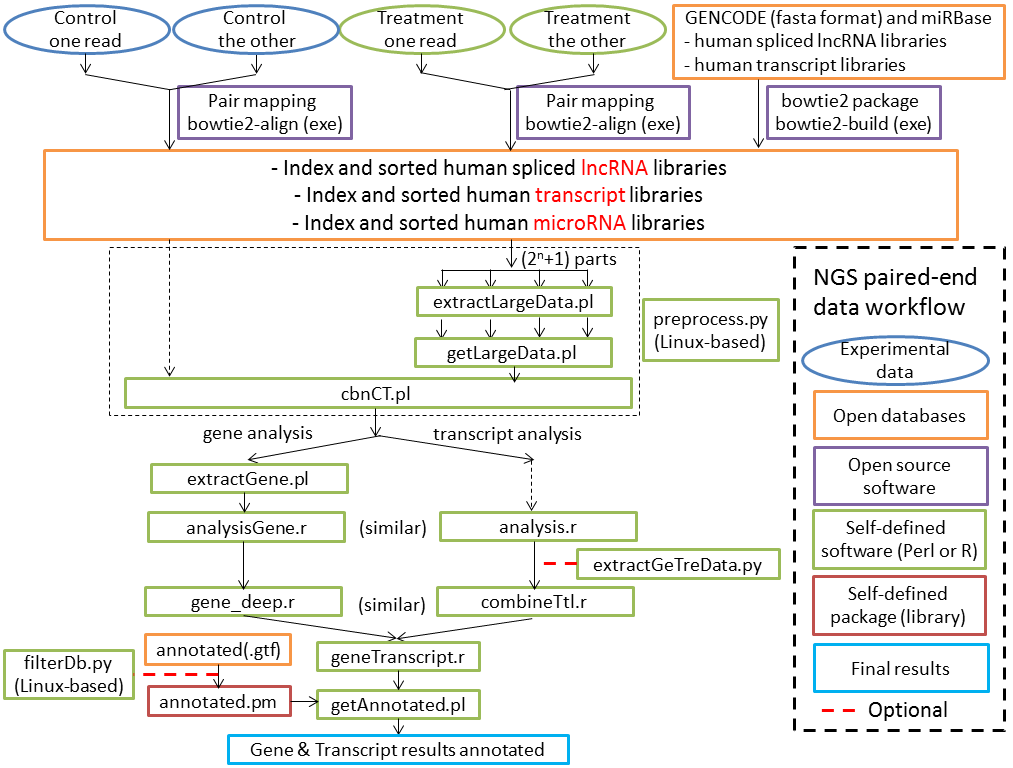 Control
one read
Control
the other
Treatment
one read
Treatment
the other
GENCODE (fasta format) and miRBase
- human spliced lncRNA libraries
- human transcript libraries
Pair mapping
bowtie2-align (exe)
Pair mapping
bowtie2-align (exe)
bowtie2 package
bowtie2-build (exe)
- Index and sorted human spliced lncRNA libraries
- Index and sorted human transcript libraries
- Index and sorted human microRNA libraries
(2ⁿ+1) parts
extractLargeData.pl
getLargeData.pl
preprocess.py
(Linux-based)
cbnCT.pl
gene analysis
transcript analysis
extractGene.pl
analysisGene.r
(similar)
analysis.r
extractGeTreData.py
gene_deep.r
(similar)
combineTtl.r
filterDb.py
(Linux-based)
annotated(.gtf)
geneTranscript.r
annotated.pm
getAnnotated.pl
Gene & Transcript results annotated
NGS paired-end
data workflow
Experimental
data
Open databases
Open source
software
Self-defined
software (Perl or R)
Self-defined
package (library)
Final results
Optional